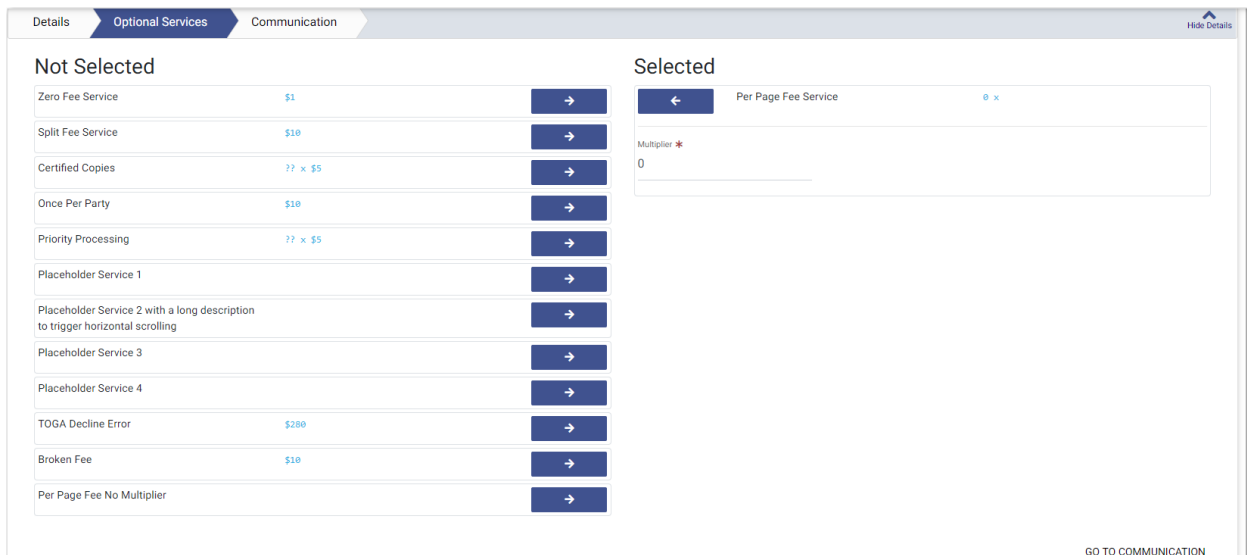 Details
Optional Services
Communication
Hide Details
Not Selected
Zero Fee Service $1
Split Fee Service $10
Certified Copies ?? x $5
Once Per Party $10
Priority Processing ?? x $5
Placeholder Service 1
Placeholder Service 2 with a long description
to trigger horizontal scrolling
Placeholder Service 3
Placeholder Service 4
TOGA Decline Error $280
Broken Fee $10
Per Page Fee No Multiplier
Selected
Per Page Fee Service 0 x
Multiplier *
0
GO TO COMMUNICATION